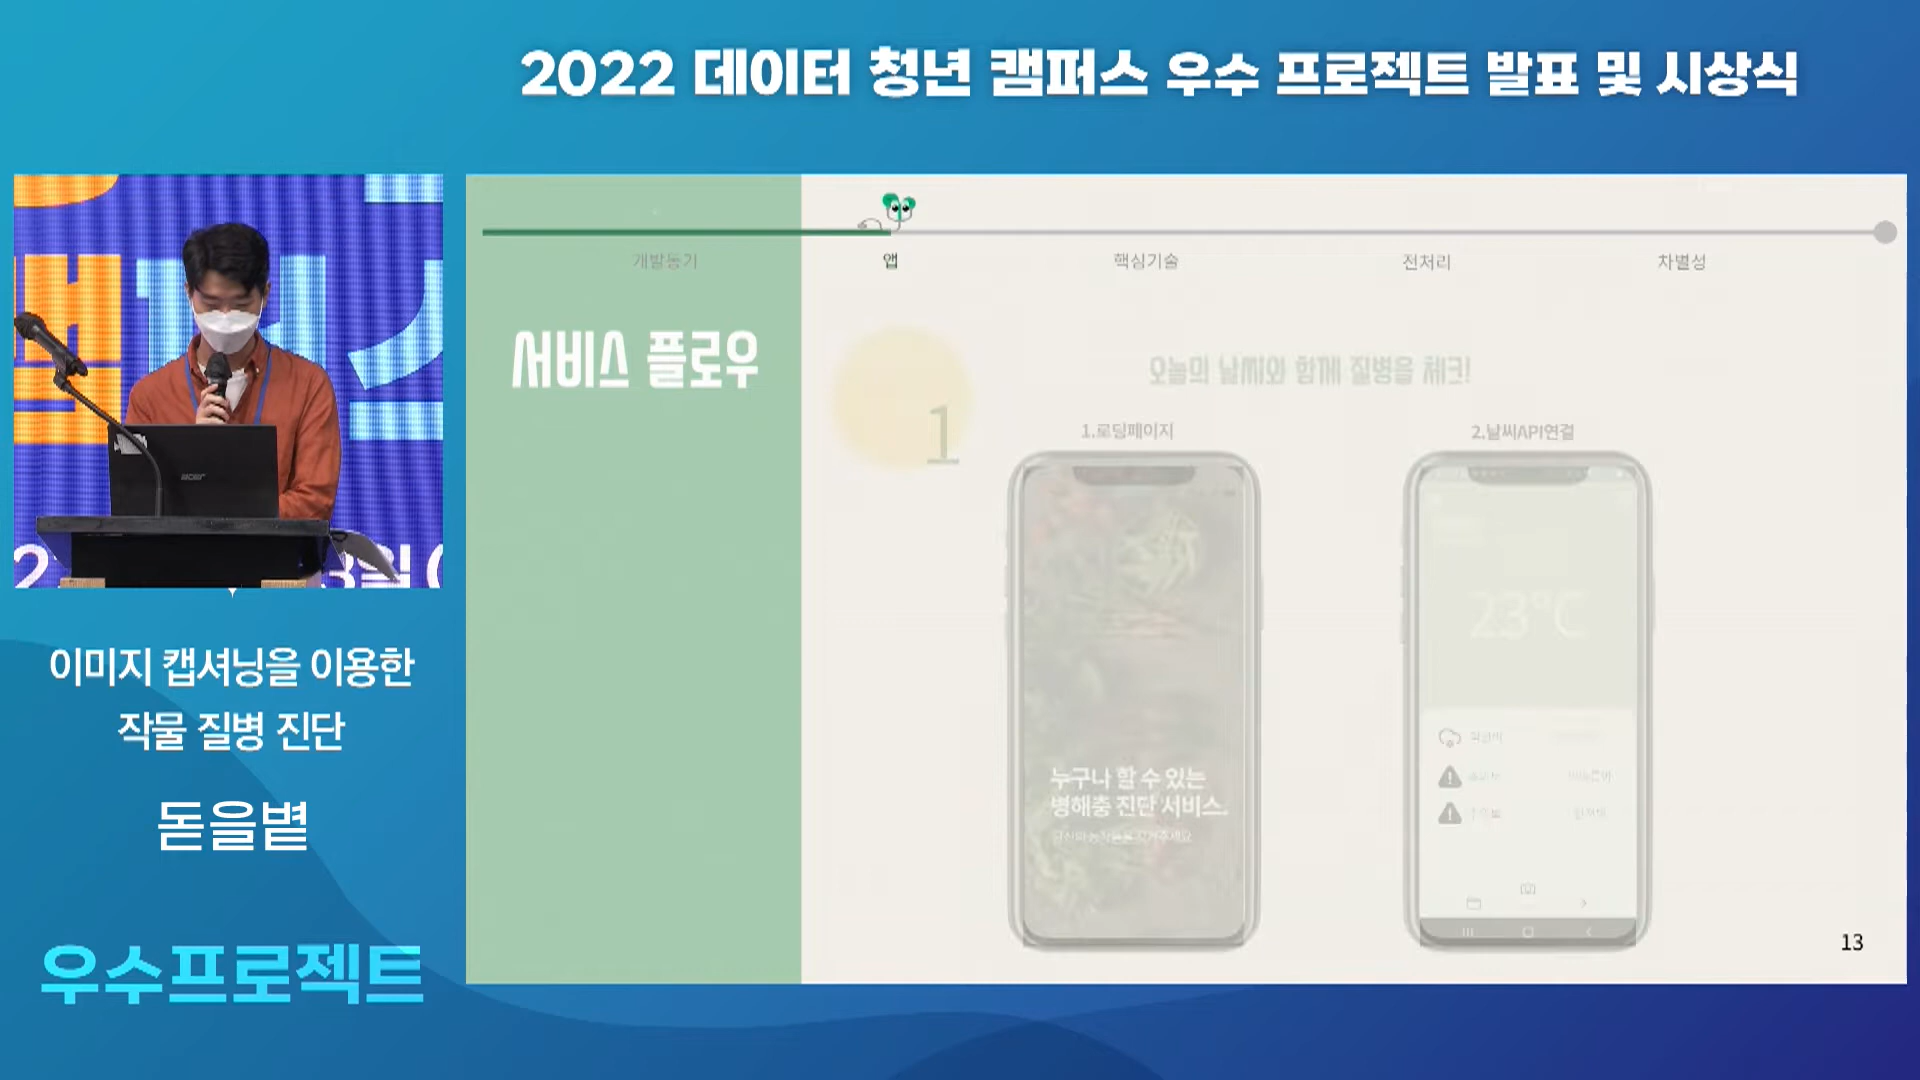 2022 데이터 청년 캠퍼스 우수 프로젝트 발표 및 시상식
개발동기
앱
핵심기술
전처리
차별성
서비스 플로우
1
오늘의 날씨와 함께 질병을 체크!
1.로딩페이지
2.날씨API연결
누구나 할 수 있는
병해충 진단 서비스.
23°C
13
이미지 캡셔닝을 이용한
작물 질병 진단
돋을볕
우수프로젝트